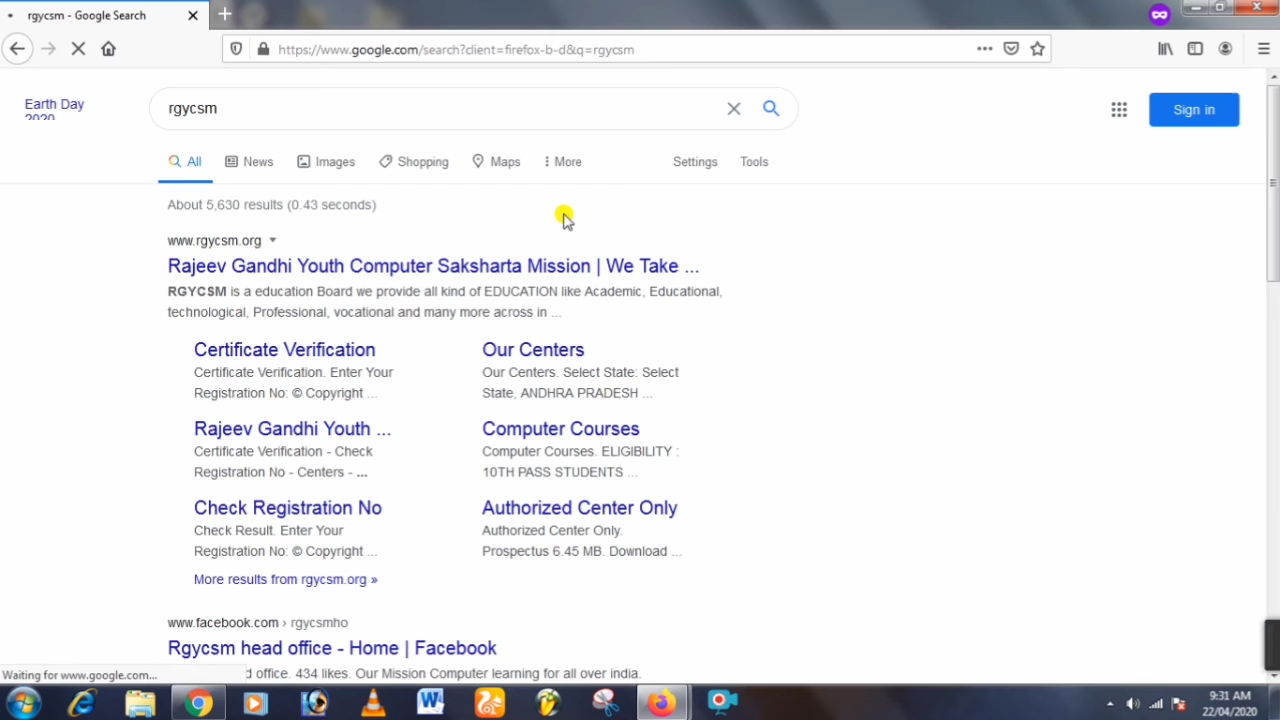 rgycsm - Google Search
https://www.google.com/search?client=firefox-b-d&q=rgycsm
Earth Day
2020
rgycsm
Sign in
All
News
Images
Shopping
Maps
More
Settings
Tools
About 5,630 results (0.43 seconds)
www.rgycsm.org
Rajeev Gandhi Youth Computer Saksharta Mission | We Take ...
RGYCSM is a education Board we provide all kind of EDUCATION like Academic, Educational,
technological, Professional, vocational and many more across in ...
Certificate Verification
Certificate Verification. Enter Your
Registration No: © Copyright ...
Our Centers
Our Centers. Select State: Select
State, ANDHRA PRADESH ...
Rajeev Gandhi Youth ...
Certificate Verification - Check
Registration No - Centers - ...
Computer Courses
Computer Courses. ELIGIBILITY :
10TH PASS STUDENTS ...
Check Registration No
Check Result. Enter Your
Registration No: © Copyright ...
Authorized Center Only
Authorized Center Only.
Prospectus 6.45 MB. Download ...
More results from rgycsm.org »
www.facebook.com › rgycsmho
Rgycsm head office - Home | Facebook
d office. 434 likes. Our Mission Computer learning for all over india.
Waiting for www.google.com...
9:31 AM
22/04/2020